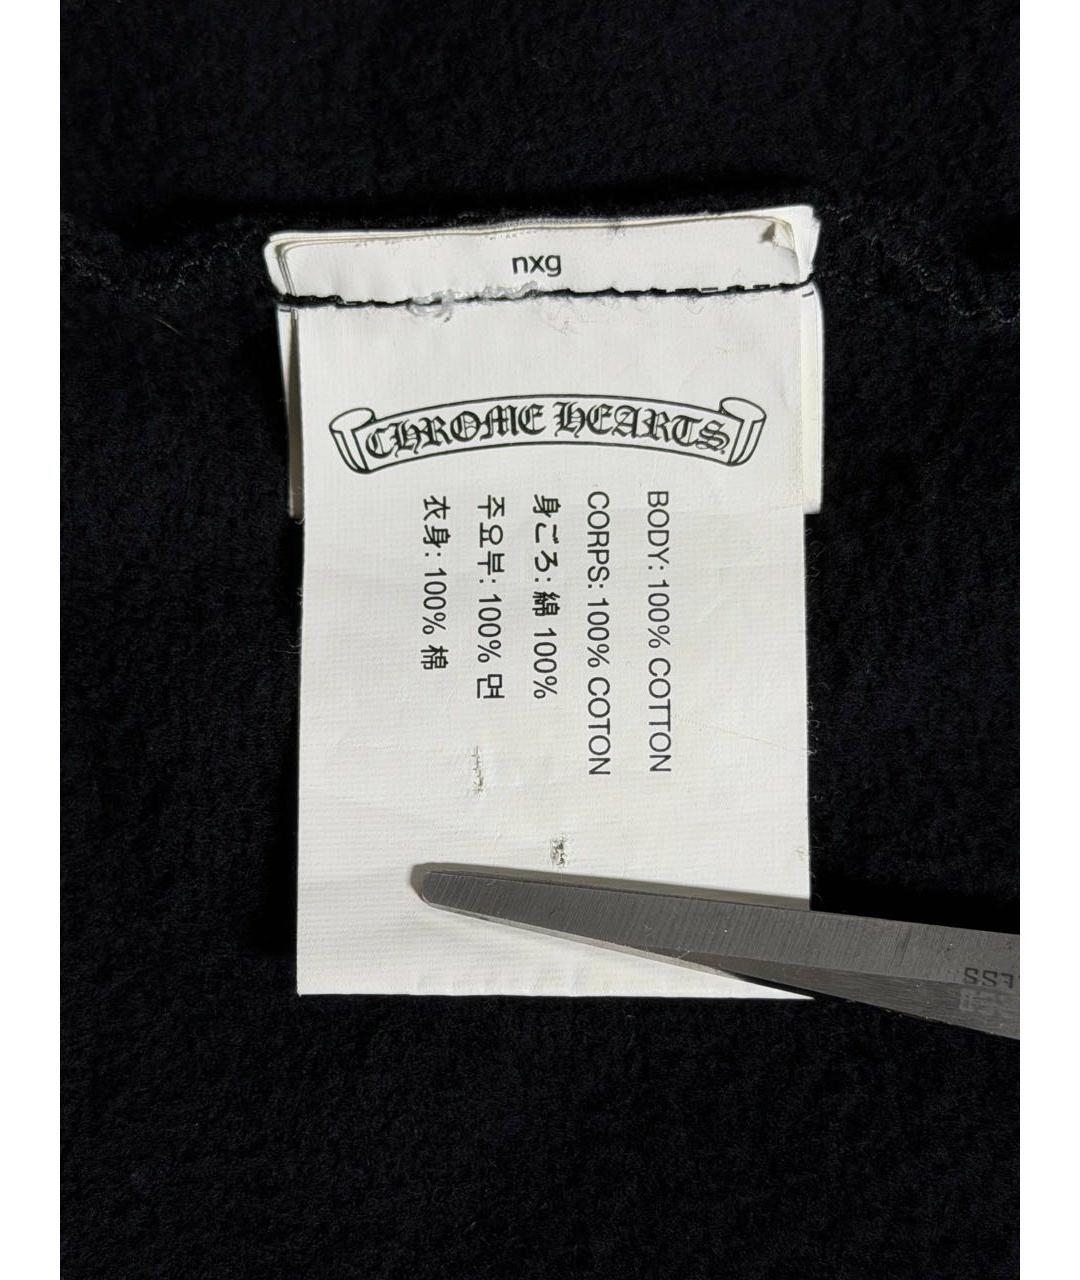 nxg
CHROME HEARTS
BODY: 100% COTTON
CORPS: 100% COTON
身ごろ: 綿 100%
주요부: 100% 면
衣身: 100% 棉